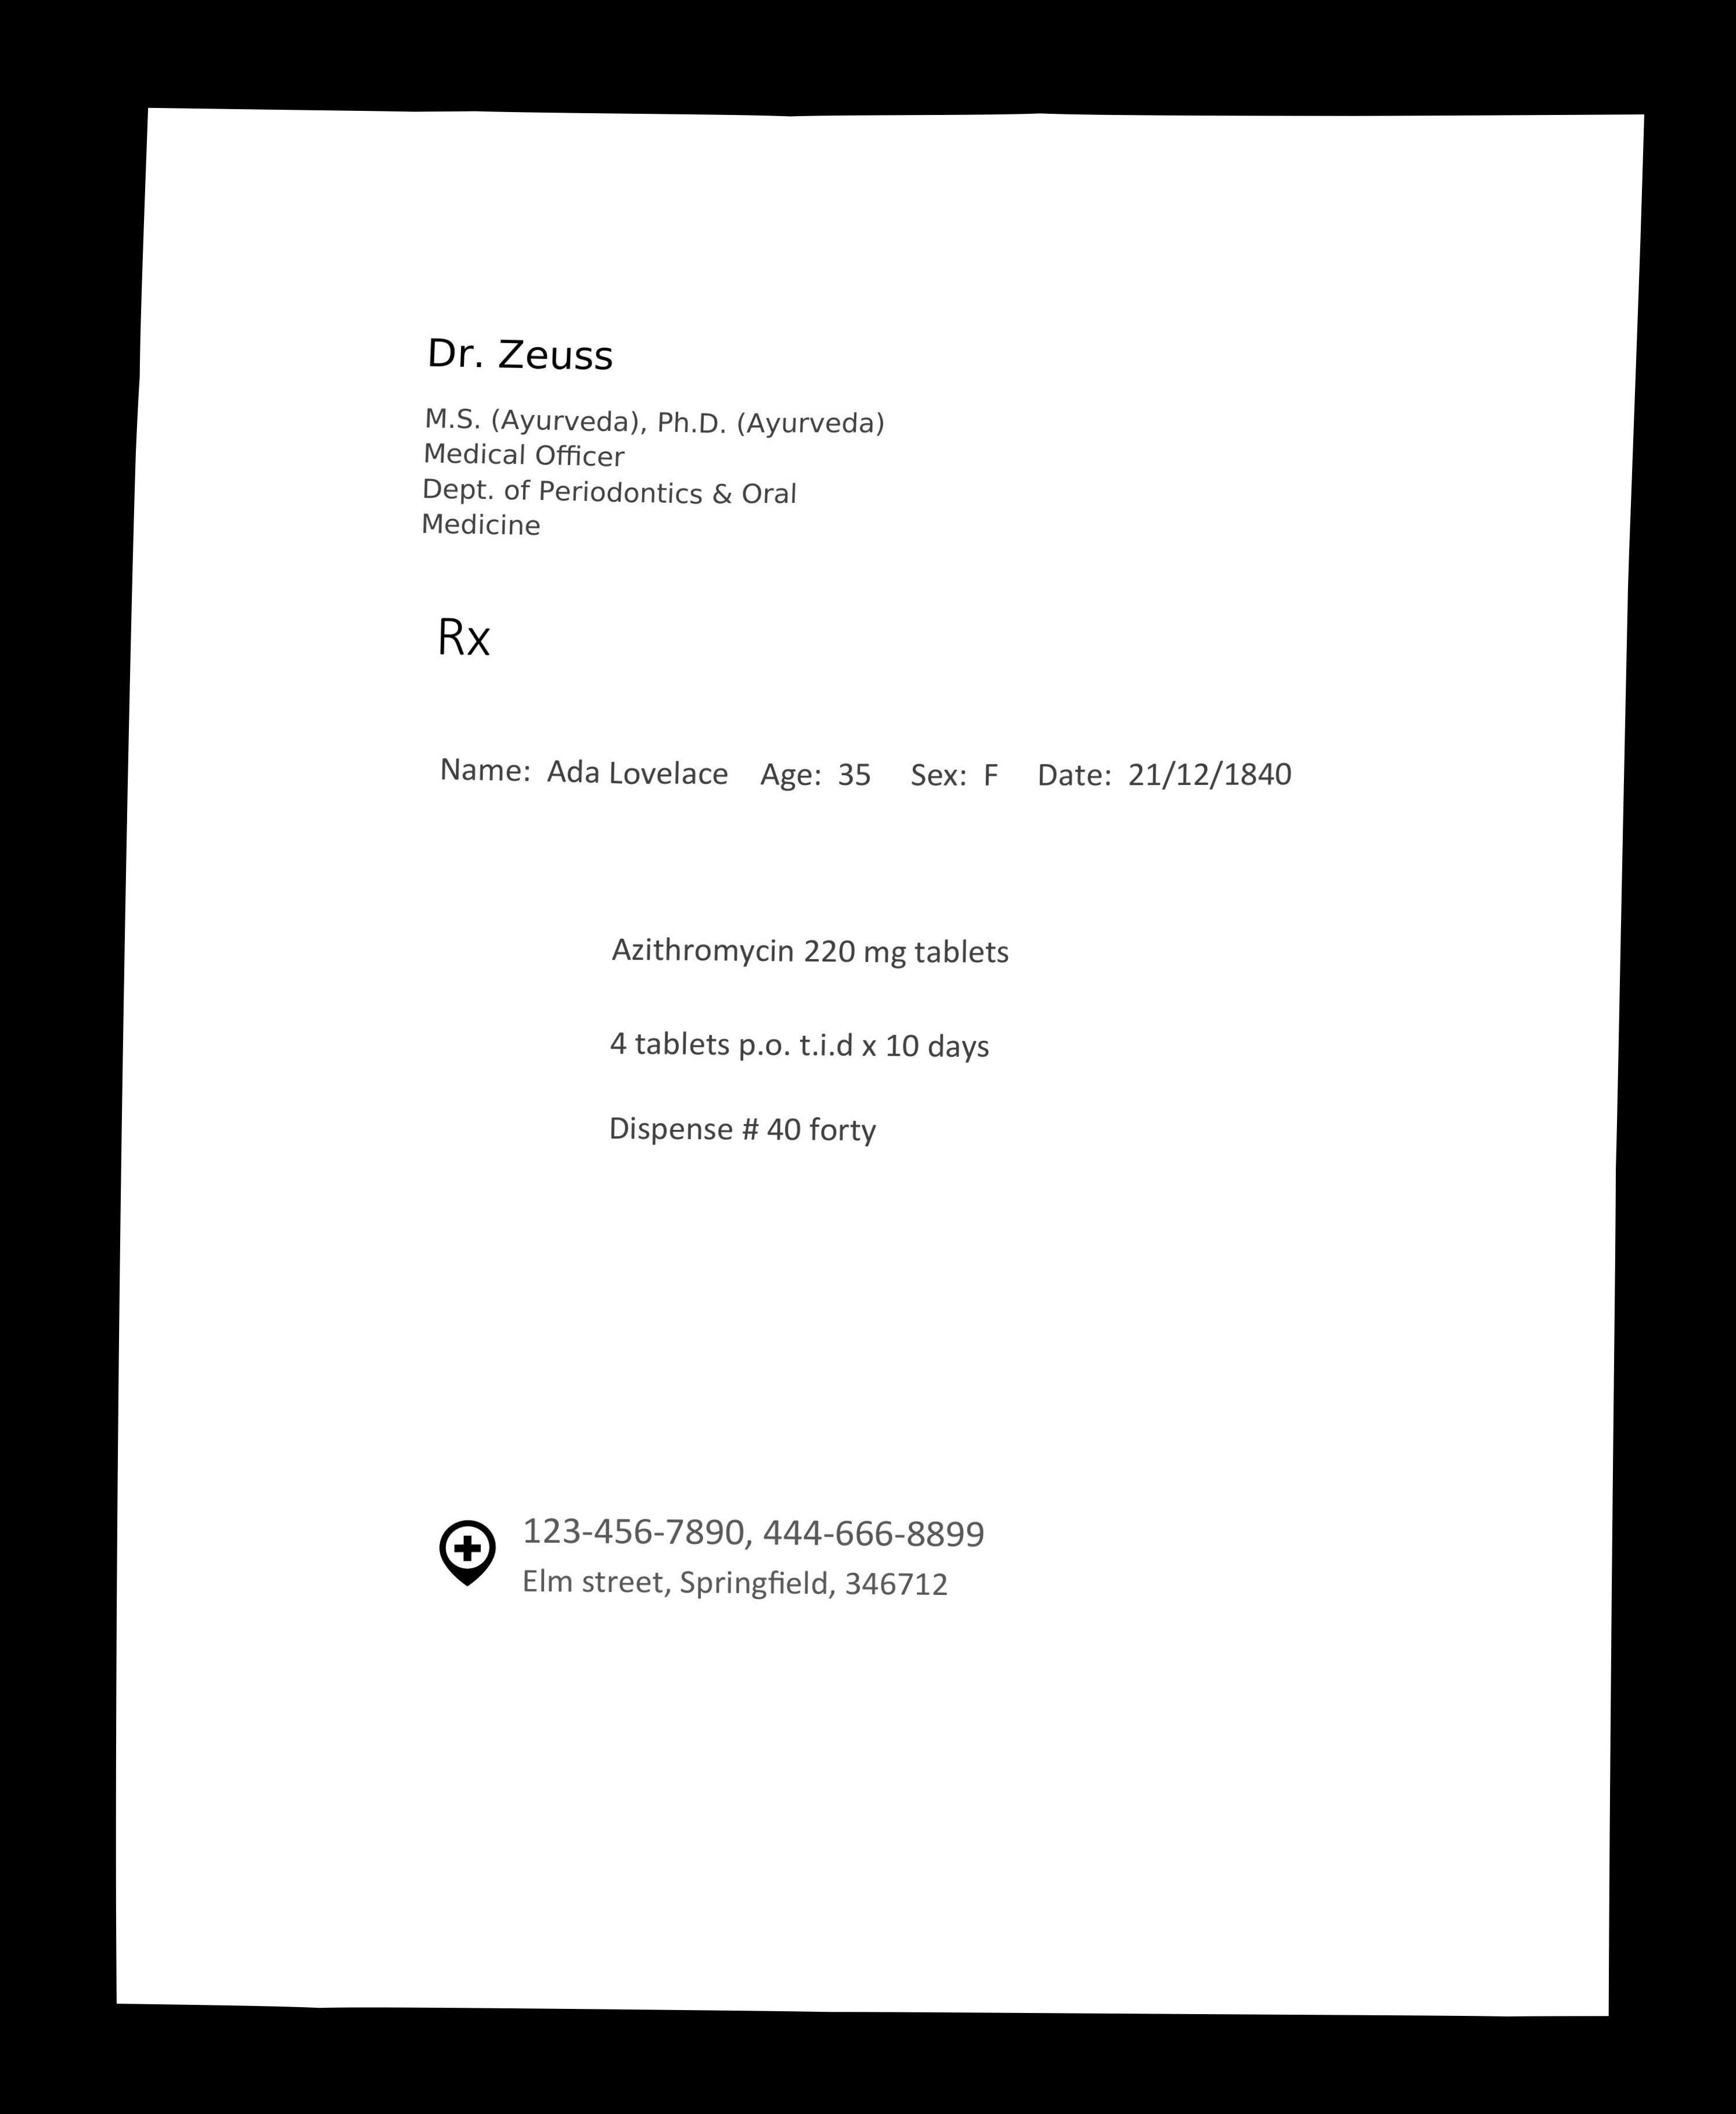 Dr. Zeuss
M.S. (Ayurveda), Ph.D. (Ayurveda)
Medical Officer
Dept. of Periodontics & Oral
Medicine
Rx
Name: Ada Lovelace Age: 35 Sex: F Date: 21/12/1840
Azithromycin 220 mg tablets
4 tablets p.o. t.i.d x 10 days
Dispense # 40 forty
123-456-7890, 444-666-8899
Elm street, Springfield, 346712